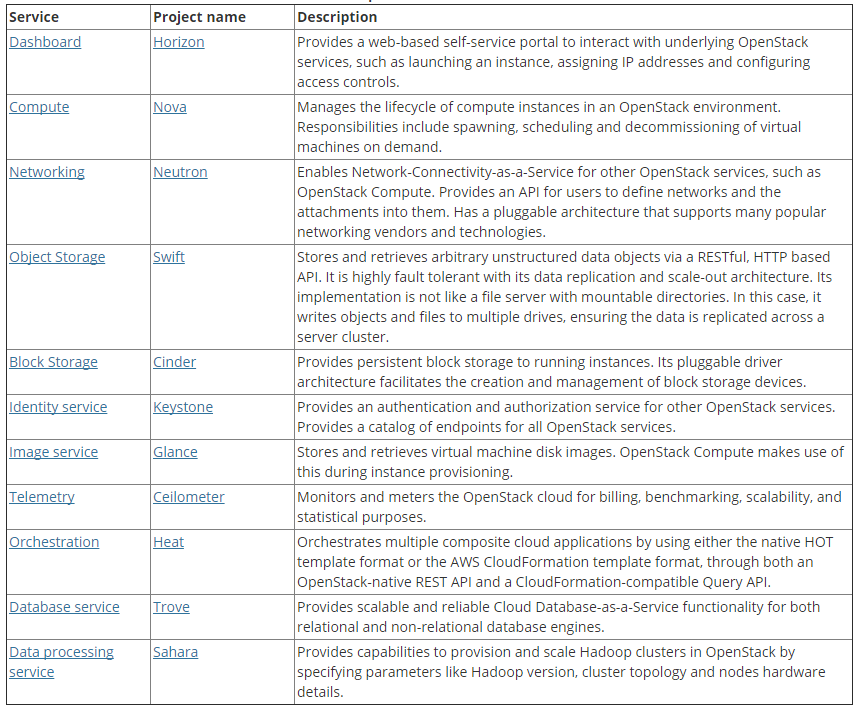 Service Project name Description
Dashboard Horizon Provides a web-based self-service portal to interact with underlying OpenStack
services, such as launching an instance, assigning IP addresses and configuring
access controls.
Compute Nova Manages the lifecycle of compute instances in an OpenStack environment.
Responsibilities include spawning, scheduling and decommissioning of virtual
machines on demand.
Networking Neutron Enables Network-Connectivity-as-a-Service for other OpenStack services, such as
OpenStack Compute. Provides an API for users to define networks and the
attachments into them. Has a pluggable architecture that supports many popular
networking vendors and technologies.
Object Storage Swift Stores and retrieves arbitrary unstructured data objects via a RESTful, HTTP based
API. It is highly fault tolerant with its data replication and scale-out architecture. Its
implementation is not like a file server with mountable directories. In this case, it
writes objects and files to multiple drives, ensuring the data is replicated across a
server cluster.
Block Storage Cinder Provides persistent block storage to running instances. Its pluggable driver
architecture facilitates the creation and management of block storage devices.
Identity service Keystone Provides an authentication and authorization service for other OpenStack services.
Provides a catalog of endpoints for all OpenStack services.
Image service Glance Stores and retrieves virtual machine disk images. OpenStack Compute makes use of
this during instance provisioning.
Telemetry Ceilometer Monitors and meters the OpenStack cloud for billing, benchmarking, scalability, and
statistical purposes.
Orchestration Heat Orchestrates multiple composite cloud applications by using either the native HOT
template format or the AWS CloudFormation template format, through both an
OpenStack-native REST API and a CloudFormation-compatible Query API.
Database service Trove Provides scalable and reliable Cloud Database-as-a-Service functionality for both
relational and non-relational database engines.
Data processing Sahara Provides capabilities to provision and scale Hadoop clusters in OpenStack by
service specifying parameters like Hadoop version, cluster topology and nodes hardware
details.